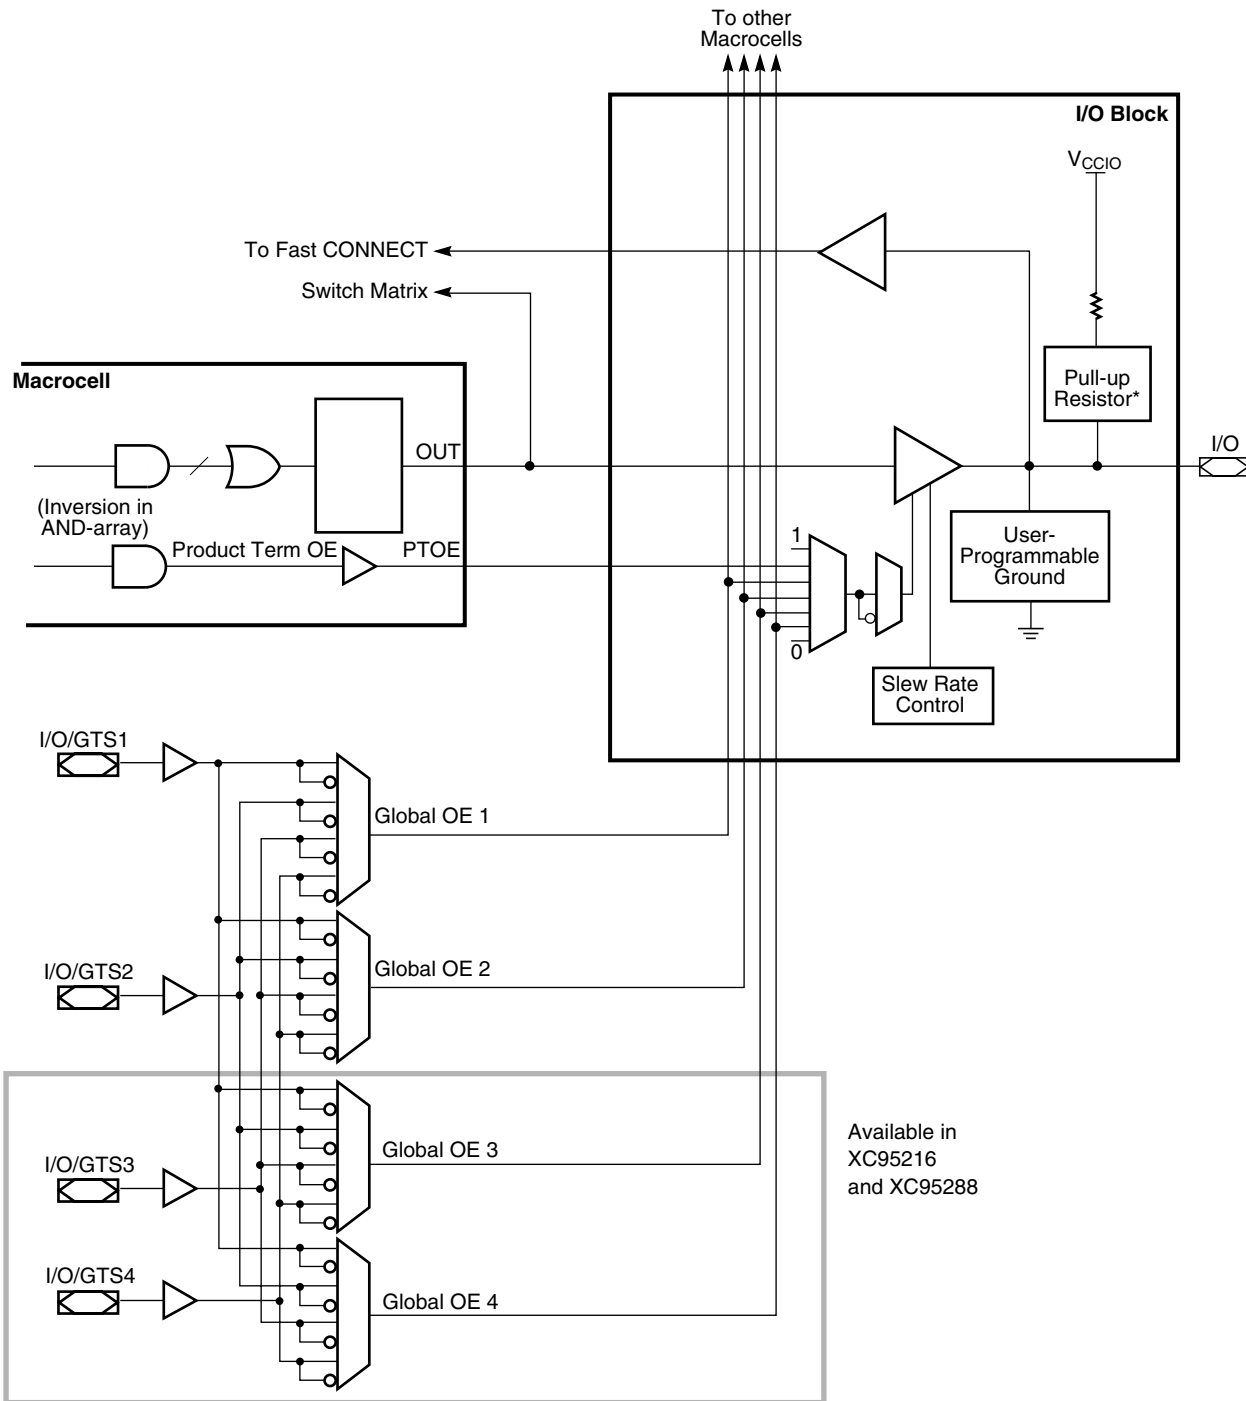 To other
Macrocells
I/O Block
VCCIO
To Fast CONNECT
Switch Matrix
Macrocell
Pull-up
Resistor*
OUT
I/O
(Inversion in
AND-array)
Product Term OE
PTOE
1
User-
Programmable
Ground
0
Slew Rate
Control
I/O/GTS1
Global OE 1
I/O/GTS2
Global OE 2
I/O/GTS3
Global OE 3
Available in
XC95216
and XC95288
I/O/GTS4
Global OE 4